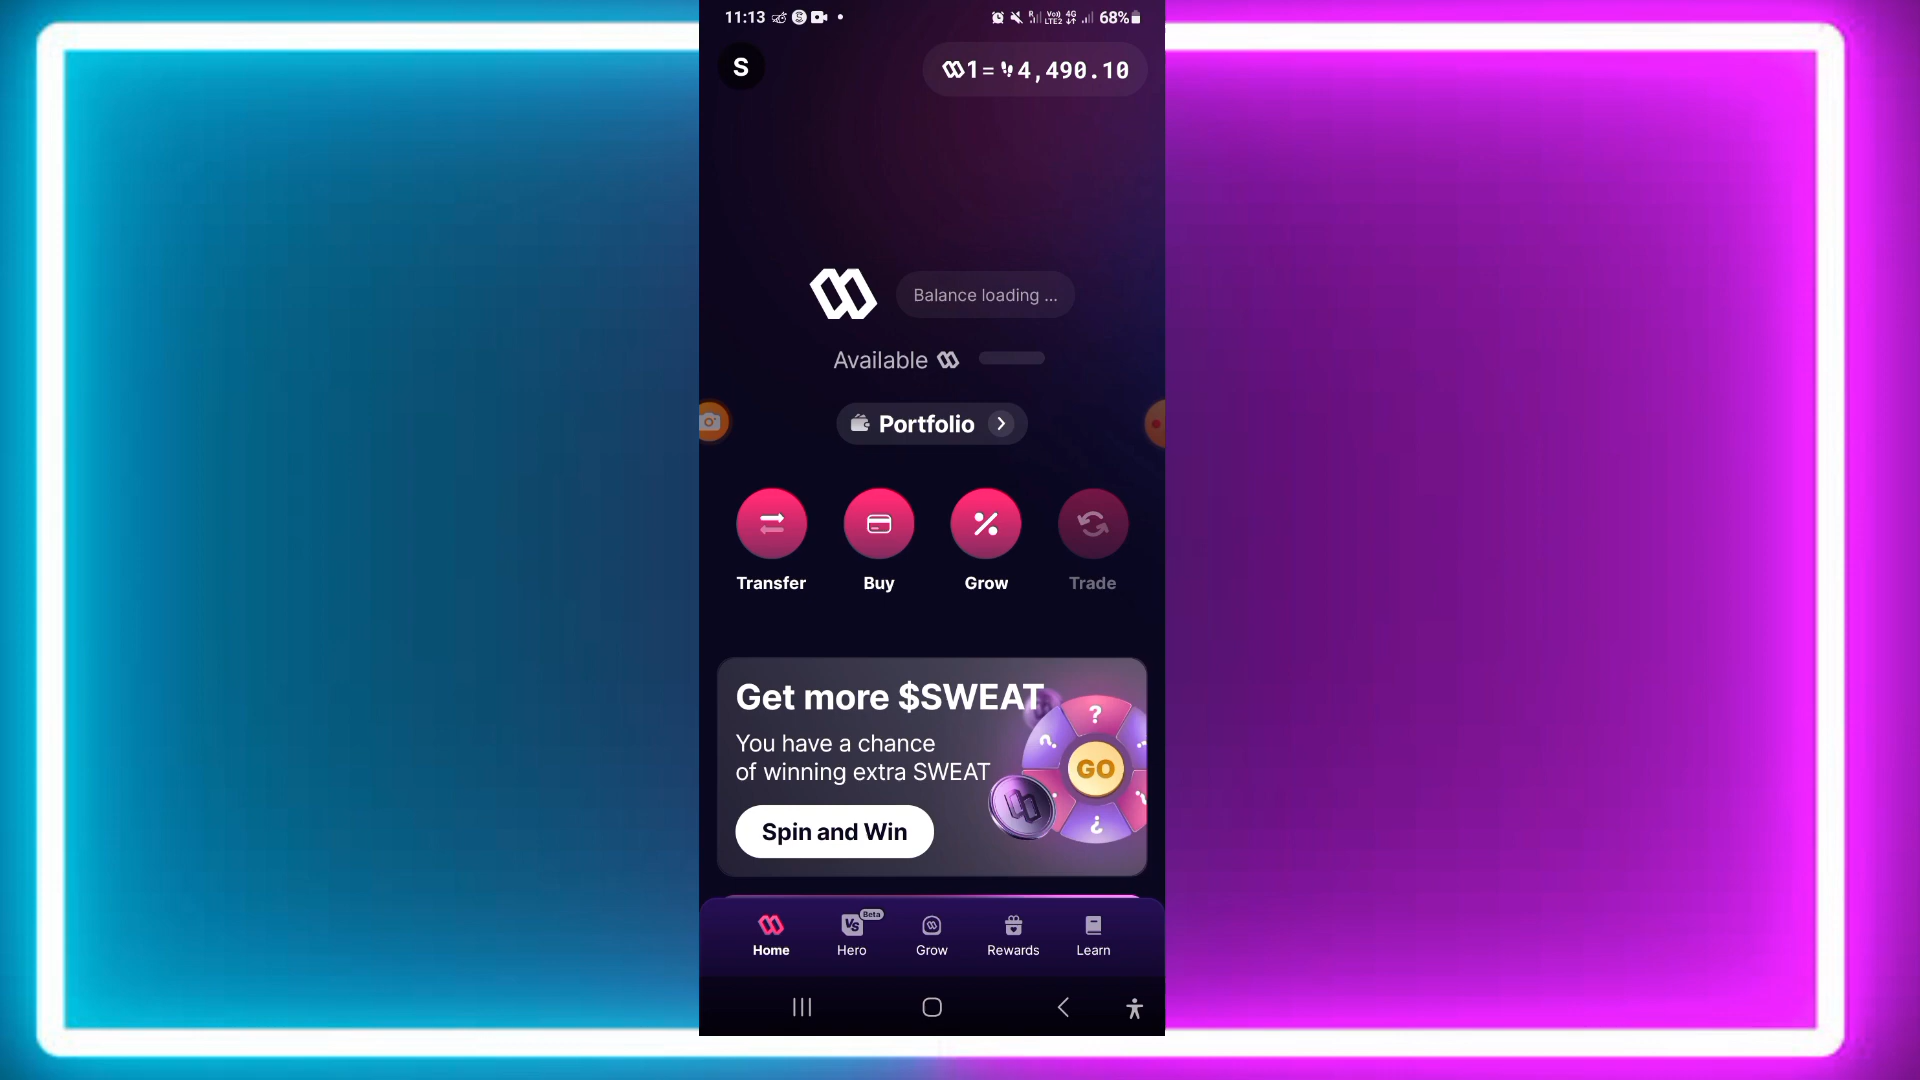 11:13 68%
S 1 = 4,490.10
Balance loading ...
Available
Portfolio
Transfer Buy Grow Trade
Get more $SWEAT
You have a chance
of winning extra SWEAT
GO
Spin and Win
Beta
VS
Home Hero Grow Rewards Learn